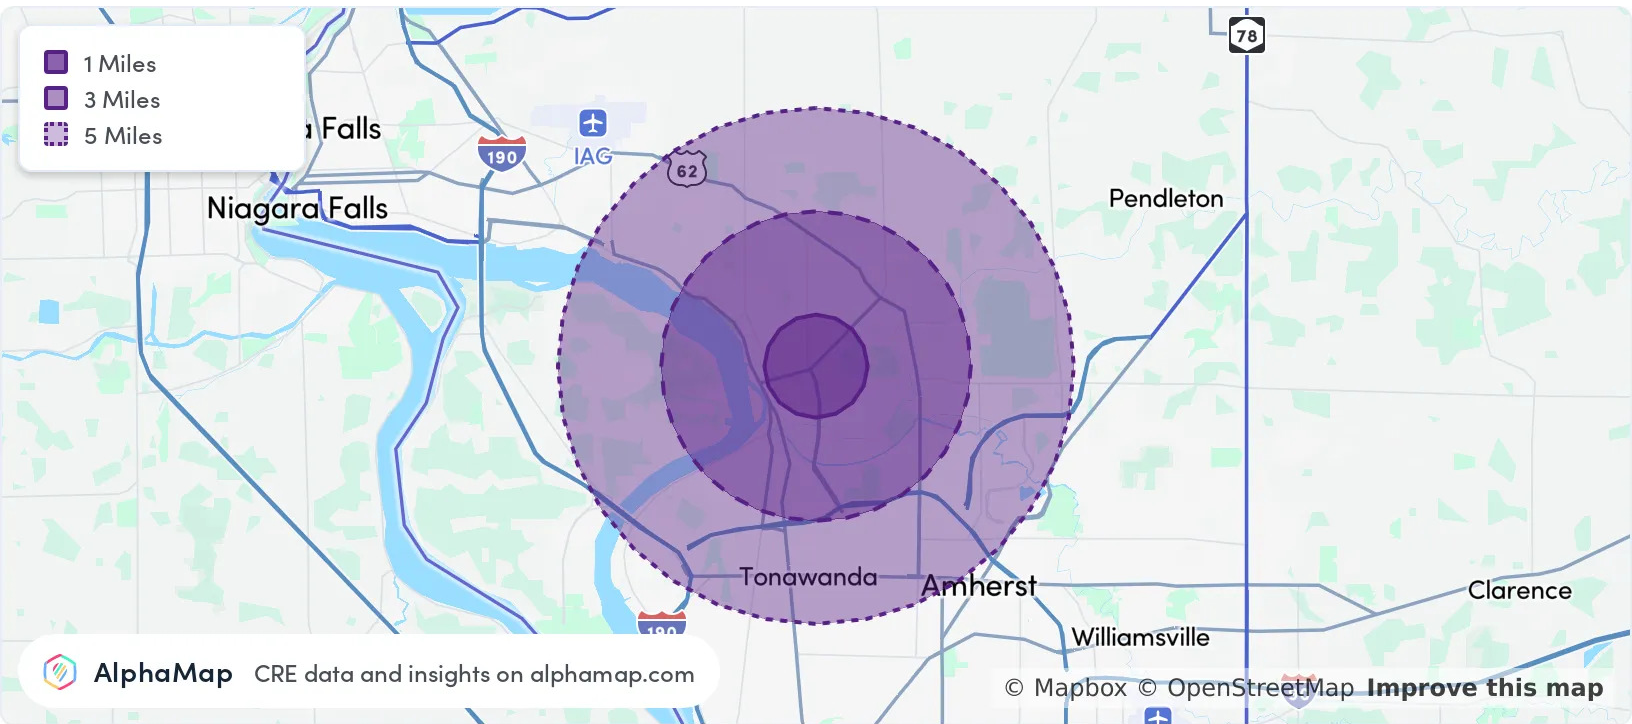 78
1 Miles
3 Miles
5 Miles
a Falls
190
IAG
62
Pendleton
Niagara Falls
Tonawanda
Amherst
Clarence
190
Williamsville
AlphaMap
CRE data and insights on alphamap.com
© Mapbox © OpenStreetMap Improve this map